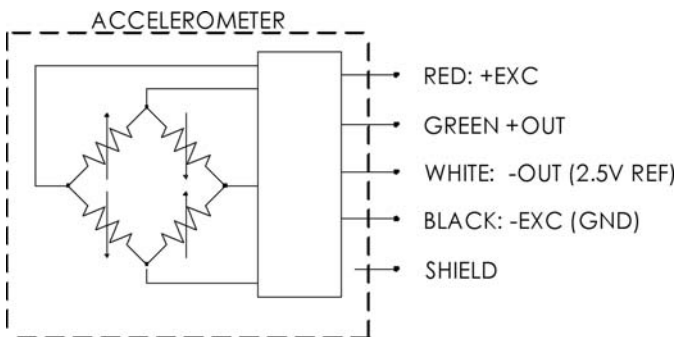 ACCELEROMETER
RED: +EXC
GREEN +OUT
WHITE: -OUT (2.5V REF)
BLACK: -EXC (GND)
SHIELD